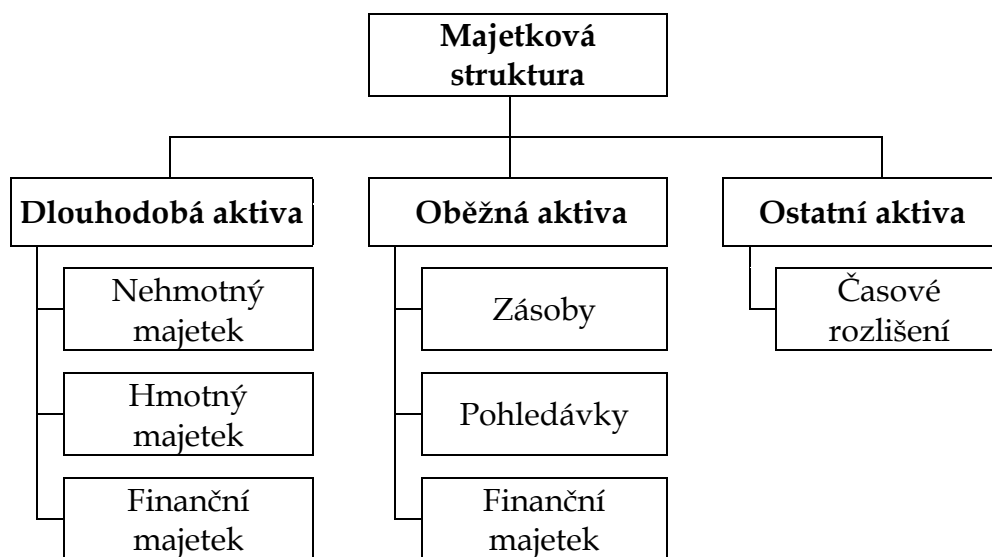 Majetková
struktura
Dlouhodobá aktiva
Oběžná aktiva
Ostatní aktiva
Nehmotný
majetek
Zásoby
Časové
rozlišení
Hmotný
majetek
Pohledávky
Finanční
majetek
Finanční
majetek